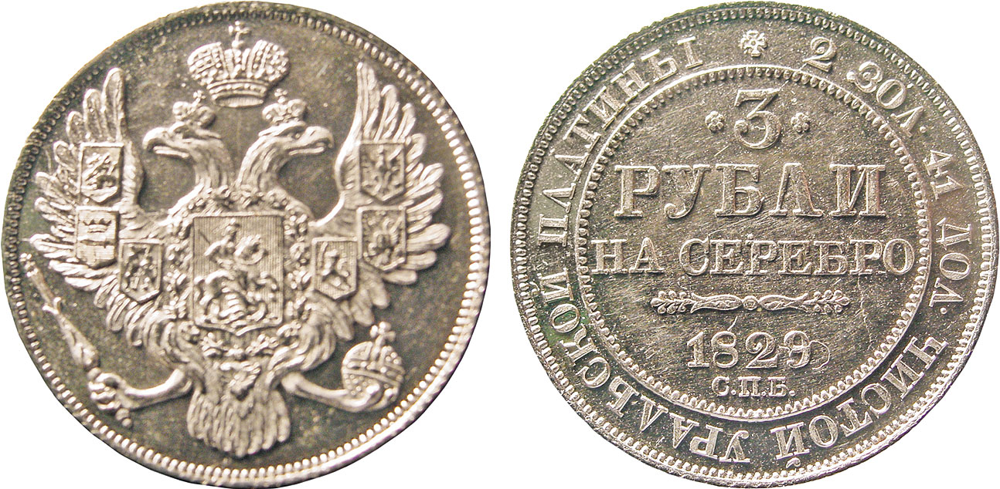 · 3 ·
РУБЛИ
НА СЕРЕБРО
1829
С.П.Б.
2 ЗОЛ. 41 ДОЛ. ЧИСТОЙ УРАЛЬСКОЙ ПЛАТИНЫ